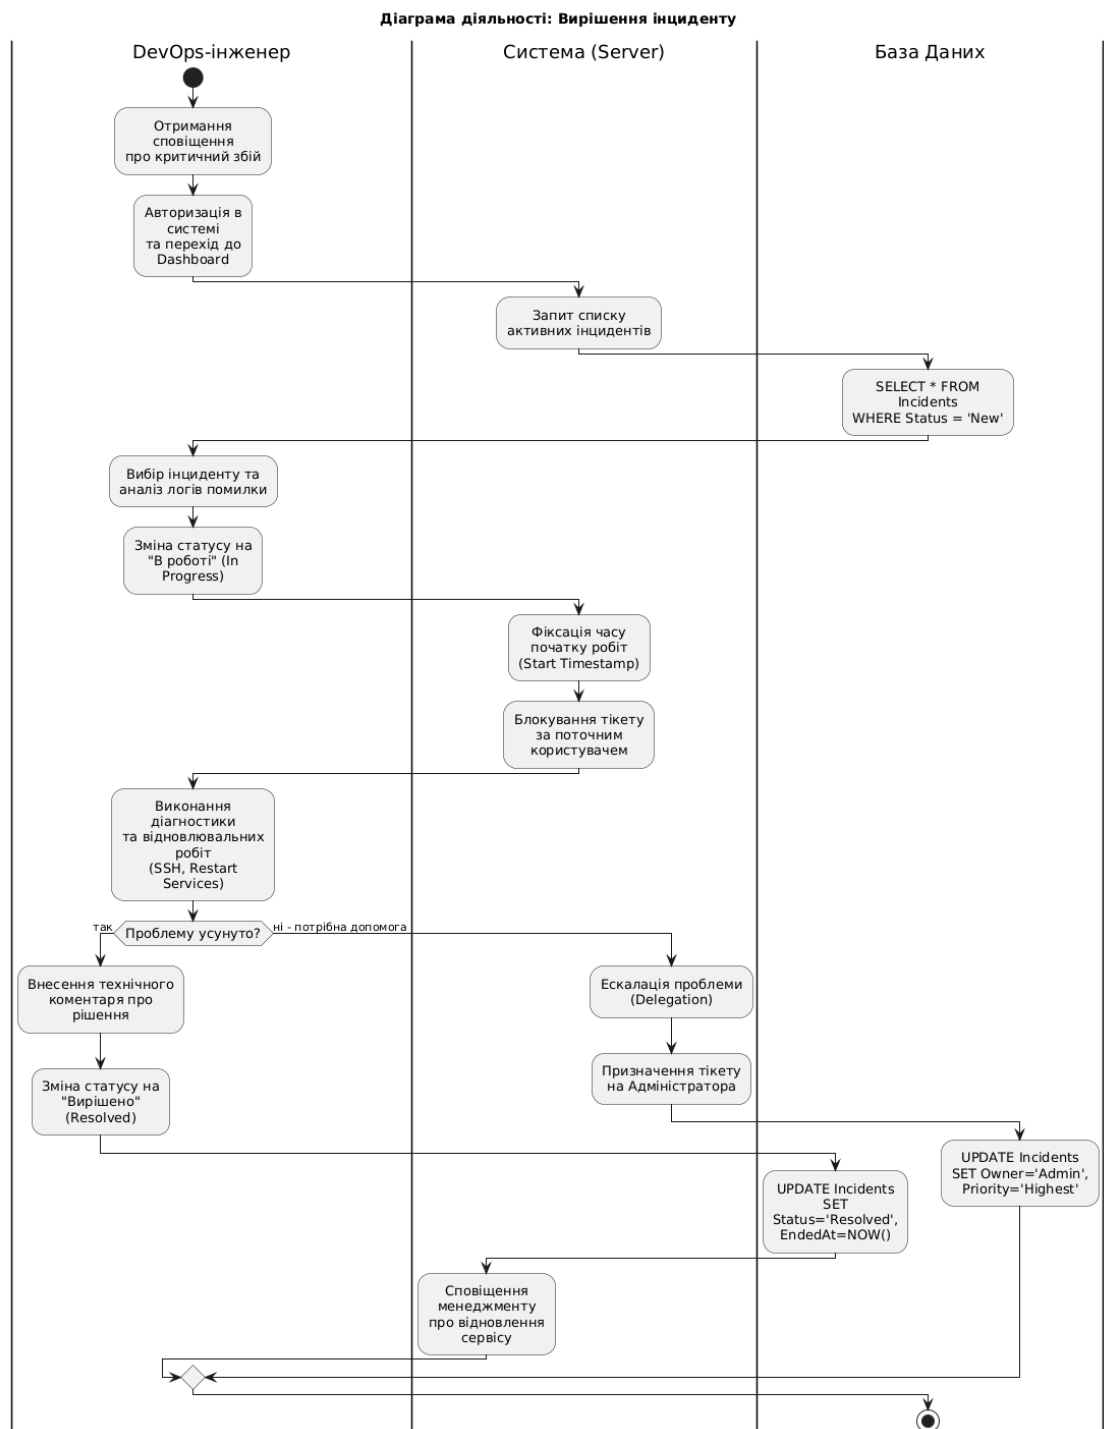 Діаграма діяльності: Вирішення інциденту
DevOps-інженер
Система (Server)
База Даних
Отримання
сповіщення
про критичний збій
Авторизація в
системі
та перехід до
Dashboard
Запит списку
активних інцидентів
SELECT * FROM
Incidents
WHERE Status = 'New'
Вибір інциденту та
аналіз логів помилки
Зміна статусу на
"В роботі" (In
Progress)
Фіксація часу
початку робіт
(Start Timestamp)
Блокування тікету
за поточним
користувачем
Виконання
діагностики
та відновлювальних
робіт
(SSH, Restart
Services)
так
Проблему усунуто?
ні - потрібна допомога
Внесення технічного
коментаря про
рішення
Ескалація проблеми
(Delegation)
Зміна статусу на
"Вирішено"
(Resolved)
Призначення тікету
на Адміністратора
UPDATE Incidents
SET Owner='Admin',
Priority='Highest'
UPDATE Incidents
SET
Status='Resolved',
EndedAt=NOW()
Сповіщення
менеджменту
про відновлення
сервісу